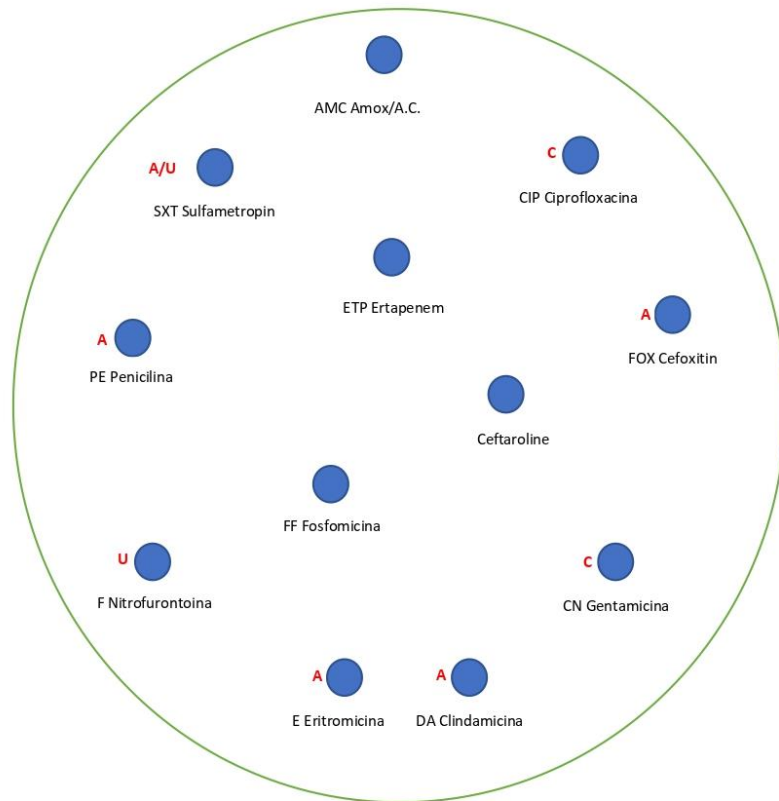 AMC Amox/A.C.
C
CIP Ciprofloxacina
A/U
SXT Sulfametropin
ETP Ertapenem
A
FOX Cefoxitin
A
PE Penicilina
Ceftaroline
FF Fosfomicina
U
F Nitrofurontoina
C
CN Gentamicina
A
E Eritromicina
A
DA Clindamicina